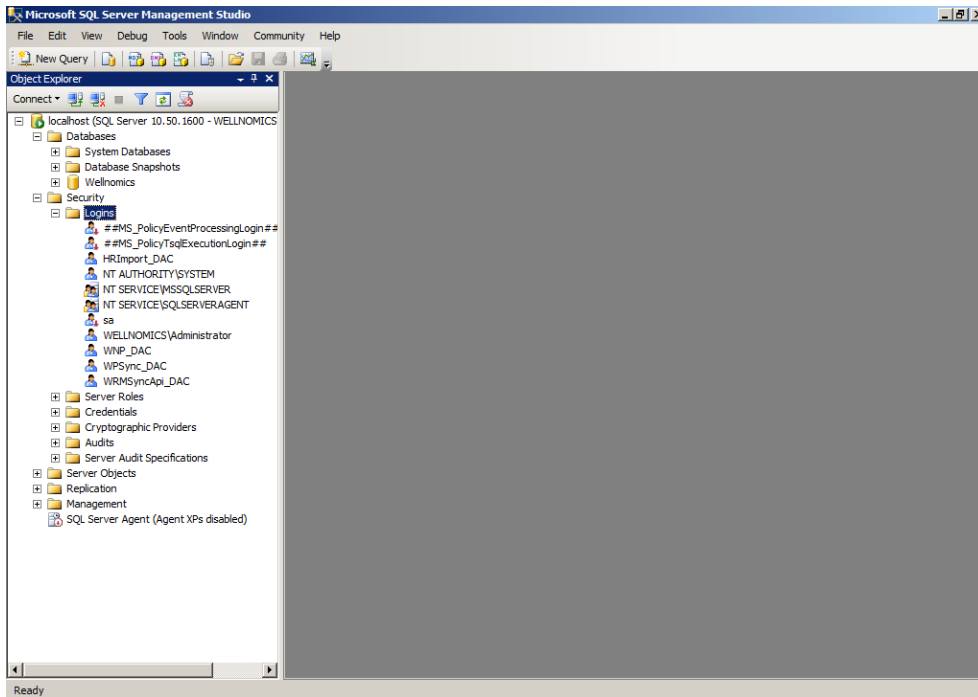 Microsoft SQL Server Management Studio
File Edit View Debug Tools Window Community Help
New Query
Object Explorer
Connect
localhost (SQL Server 10.50.1600 - WELLNOMICS
Databases
System Databases
Database Snapshots
Wellnomics
Security
Logins
##MS_PolicyEventProcessingLogin##
##MS_PolicyTsqlExecutionLogin##
HRImport_DAC
NT AUTHORITY\SYSTEM
NT SERVICE\MSSQLSERVER
NT SERVICE\SQLSERVERAGENT
sa
WELLNOMICS\Administrator
WNP_DAC
WPSync_DAC
WRMSyncApi_DAC
Server Roles
Credentials
Cryptographic Providers
Audits
Server Audit Specifications
Server Objects
Replication
Management
SQL Server Agent (Agent XPs disabled)
Ready